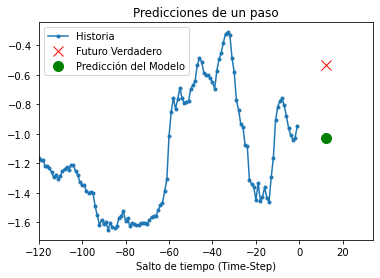 Predicciones de un paso
Historia
Futuro Verdadero
Predicción del Modelo
−0.4
−0.6
−0.8
−1.0
−1.2
−1.4
−1.6
−120 −100 −80 −60 −40 −20 0 20
Salto de tiempo (Time-Step)